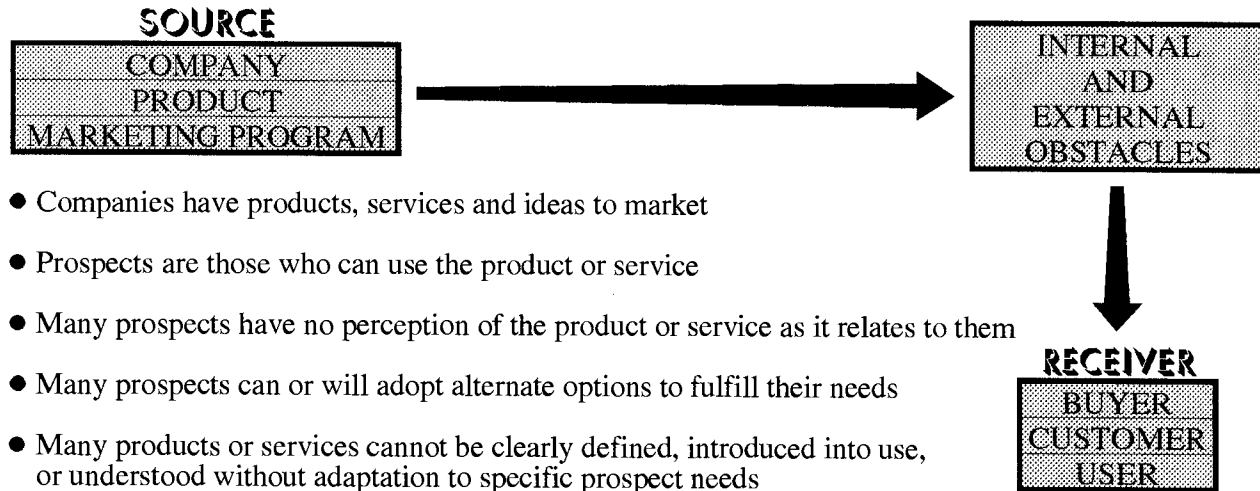 SOURCE
COMPANY
PRODUCT
MARKETING PROGRAM
INTERNAL
AND
EXTERNAL
OBSTACLES
● Companies have products, services and ideas to market
● Prospects are those who can use the product or service
● Many prospects have no perception of the product or service as it relates to them
● Many prospects can or will adopt alternate options to fulfill their needs
● Many products or services cannot be clearly defined, introduced into use,
or understood without adaptation to specific prospect needs
RECEIVER
BUYER
CUSTOMER
USER